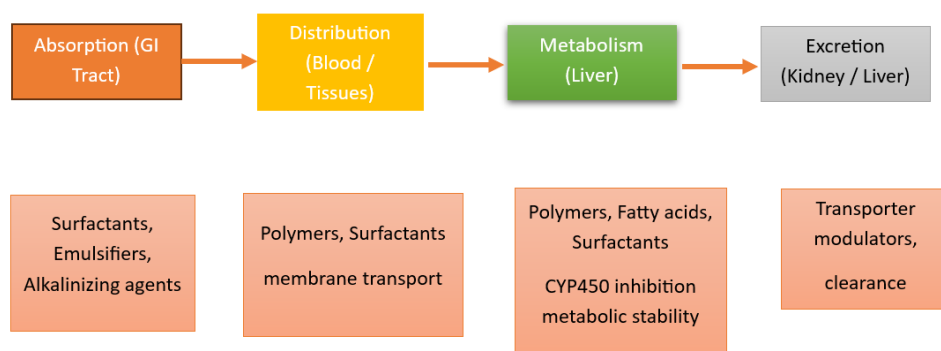 Absorption (GI
Tract)
Distribution
(Blood /
Tissues)
Metabolism
(Liver)
Excretion
(Kidney / Liver)
Surfactants,
Emulsifiers,
Alkalinizing agents
Polymers, Surfactants
membrane transport
Polymers, Fatty acids,
Surfactants
CYP450 inhibition
metabolic stability
Transporter
modulators,
clearance